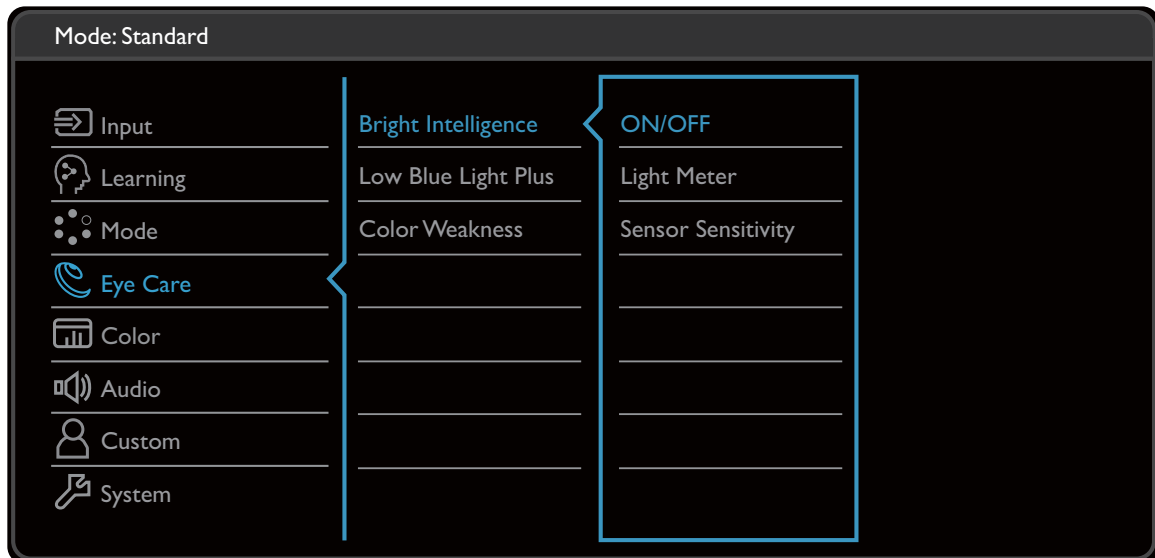 Mode: Standard
Input
Learning
Mode
Eye Care
Color
Audio
Custom
System
Bright Intelligence
Low Blue Light Plus
Color Weakness
ON/OFF
Light Meter
Sensor Sensitivity